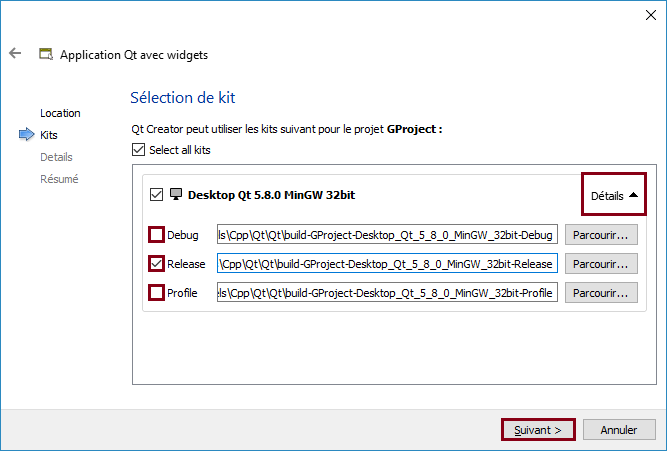 Application Qt avec widgets
Location
Kits
Details
Résumé
Sélection de kit
Qt Creator peut utiliser les kits suivant pour le projet GProject :
Select all kits
Desktop Qt 5.8.0 MinGW 32bit
Détails
Debug ls\Cpp\Qt\Qt\build-GProject-Desktop_Qt_5_8_0_MinGW_32bit-Debug Parcourir...
Release \Cpp\Qt\Qt\build-GProject-Desktop_Qt_5_8_0_MinGW_32bit-Release Parcourir...
Profile els\Cpp\Qt\Qt\build-GProject-Desktop_Qt_5_8_0_MinGW_32bit-Profile Parcourir...
Suivant > Annuler